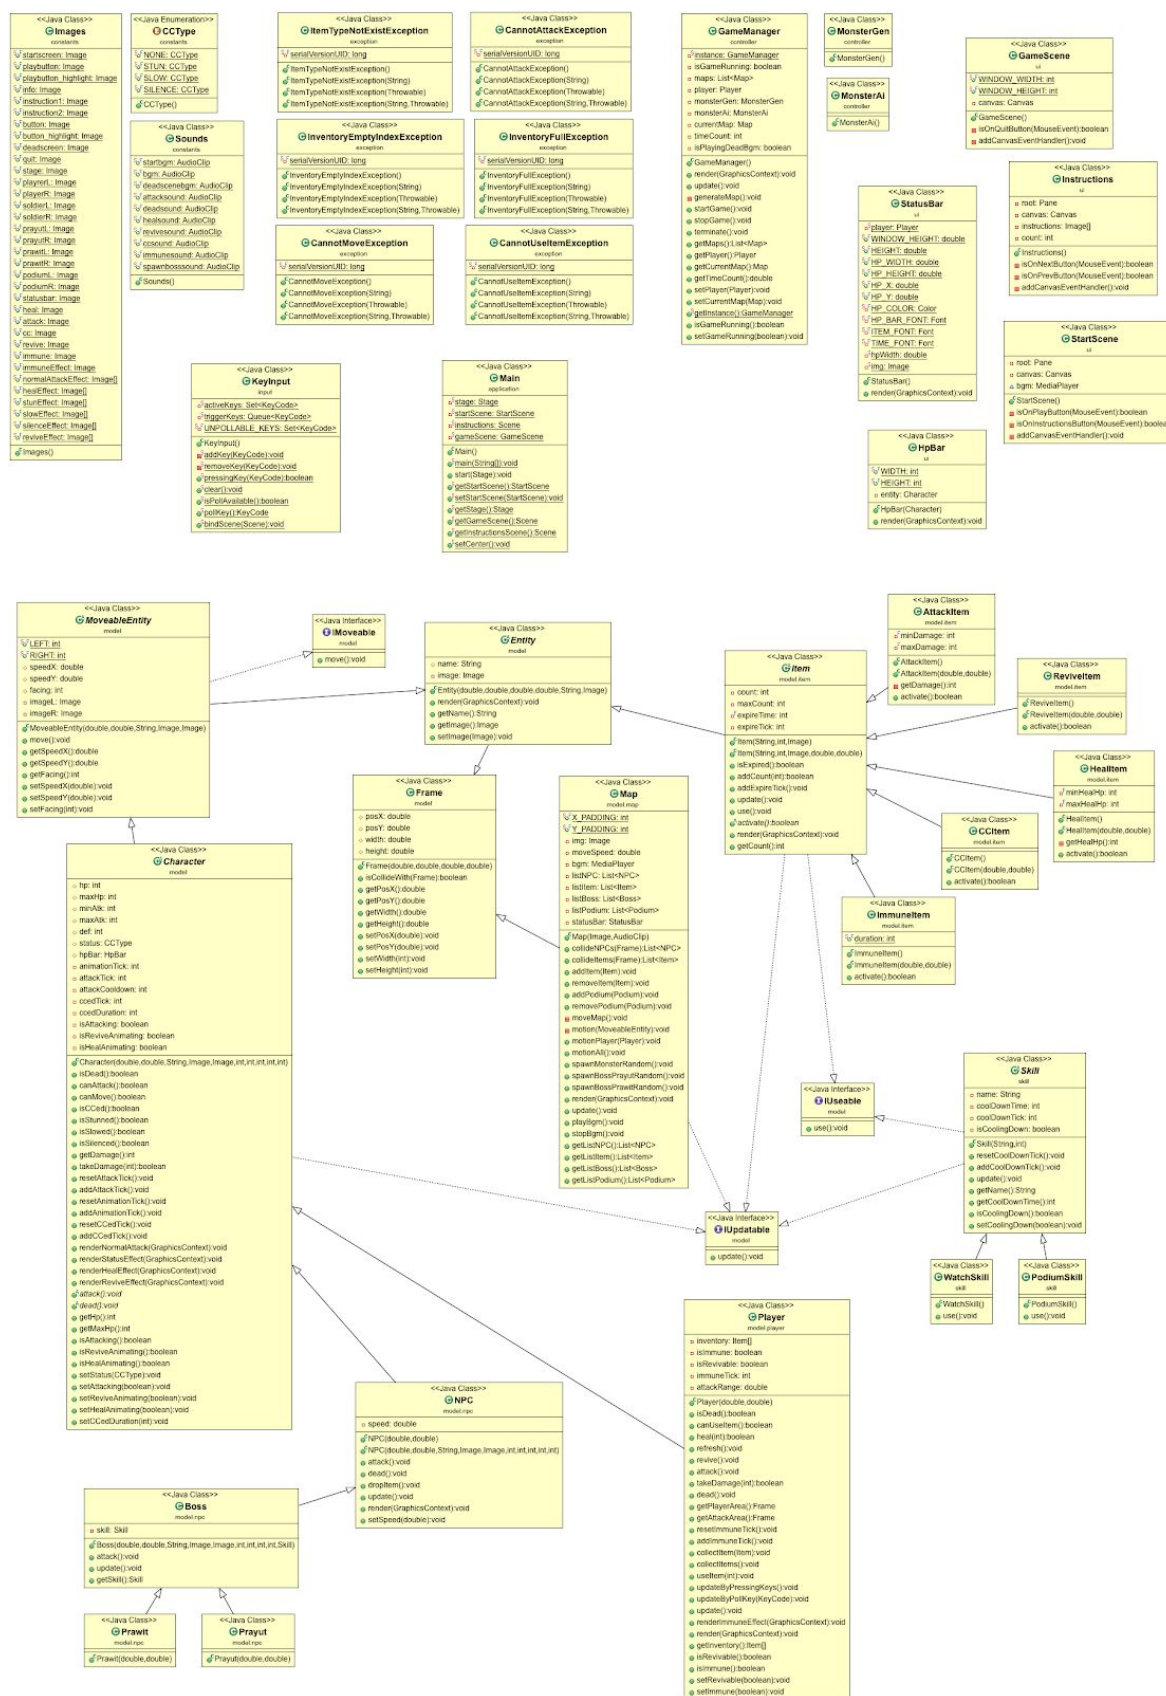 <<Java Class>>
Images
constants
startscreen: Image
playbutton: Image
playbutton_highlight: Image
info: Image
instruction1: Image
instruction2: Image
button: Image
button_highlight: Image
deadscreen: Image
quit: Image
stage: Image
playrerL: Image
playerR: Image
soldierL: Image
soldierR: Image
prayutL: Image
prayutR: Image
prawitL: Image
prawitR: Image
podiumL: Image
podiumR: Image
statusbar: Image
heal: Image
attack: Image
cc: Image
revive: Image
immune: Image
immuneEffect: Image
normalAttackEffect: Image[]
healEffect: Image[]
stunEffect: Image[]
slowEffect: Image[]
silenceEffect: Image[]
reviveEffect: Image[]
Images()
<<Java Enumeration>>
CCType
constants
NONE: CCType
STUN: CCType
SLOW: CCType
SILENCE: CCType
CCType()
<<Java Class>>
Sounds
constants
startbgm: AudioClip
bgm: AudioClip
deadscenebgm: AudioClip
attacksound: AudioClip
deadsound: AudioClip
healsound: AudioClip
revivesound: AudioClip
ccsound: AudioClip
immunesound: AudioClip
spawnbosssound: AudioClip
Sounds()
<<Java Class>>
ItemTypeNotExistException
exception
serialVersionUID: long
ItemTypeNotExistException()
ItemTypeNotExistException(String)
ItemTypeNotExistException(Throwable)
ItemTypeNotExistException(String,Throwable)
<<Java Class>>
CannotAttackException
exception
serialVersionUID: long
CannotAttackException()
CannotAttackException(String)
CannotAttackException(Throwable)
CannotAttackException(String,Throwable)
<<Java Class>>
InventoryEmptyIndexException
exception
serialVersionUID: long
InventoryEmptyIndexException()
InventoryEmptyIndexException(String)
InventoryEmptyIndexException(Throwable)
InventoryEmptyIndexException(String,Throwable)
<<Java Class>>
InventoryFullException
exception
serialVersionUID: long
InventoryFullException()
InventoryFullException(String)
InventoryFullException(Throwable)
InventoryFullException(String,Throwable)
<<Java Class>>
CannotMoveException
exception
serialVersionUID: long
CannotMoveException()
CannotMoveException(String)
CannotMoveException(Throwable)
CannotMoveException(String,Throwable)
<<Java Class>>
CannotUseItemException
exception
serialVersionUID: long
CannotUseItemException()
CannotUseItemException(String)
CannotUseItemException(Throwable)
CannotUseItemException(String,Throwable)
<<Java Class>>
KeyInput
input
activeKeys: Set<KeyCode>
triggerKeys: Queue<KeyCode>
UNPOLLABLE_KEYS: Set<KeyCode>
KeyInput()
addKey(KeyCode):void
removeKey(KeyCode):void
pressingKey(KeyCode):boolean
clear():void
isPollAvailable():boolean
pollKey():KeyCode
bindScene(Scene):void
<<Java Class>>
Main
application
stage: Stage
startScene: StartScene
instructions: Scene
gameScene: GameScene
Main()
main(String[]):void
start(Stage):void
getStartScene():StartScene
setStartScene(StartScene):void
getStage():Stage
getGameScene():Scene
getInstructionsScene():Scene
setCenter():void
<<Java Class>>
GameManager
controller
instance: GameManager
isGameRunning: boolean
maps: List<Map>
player: Player
monsterGen: MonsterGen
monsterAi: MonsterAi
currentMap: Map
timeCount: int
isPlayingDeadBgm: boolean
GameManager()
render(GraphicsContext):void
update():void
generateMap():void
startGame():void
stopGame():void
terminate():void
getMaps():List<Map>
getPlayer():Player
getCurrentMap():Map
getTimeCount():double
setPlayer(Player):void
setCurrentMap(Map):void
getInstance():GameManager
isGameRunning():boolean
setGameRunning(boolean):void
<<Java Class>>
MonsterGen
controller
MonsterGen()
<<Java Class>>
MonsterAi
controller
MonsterAi()
<<Java Class>>
GameScene
ui
WINDOW_WIDTH: int
WINDOW_HEIGHT: int
canvas: Canvas
GameScene()
isOnQuitButton(MouseEvent):boolean
addCanvasEventHandler():void
<<Java Class>>
StatusBar
ui
player: Player
WINDOW_HEIGHT: double
HEIGHT: double
HP_WIDTH: double
HP_HEIGHT: double
HP_X: double
HP_Y: double
HP_COLOR: Color
HP_BAR_FONT: Font
ITEM_FONT: Font
TIME_FONT: Font
hpWidth: double
img: Image
StatusBar()
render(GraphicsContext):void
<<Java Class>>
Instructions
ui
root: Pane
canvas: Canvas
instructions: Image[]
count: int
Instructions()
isOnNextButton(MouseEvent):boolean
isOnPrevButton(MouseEvent):boolean
addCanvasEventHandler():void
<<Java Class>>
StartScene
ui
root: Pane
canvas: Canvas
bgm: MediaPlayer
StartScene()
isOnPlayButton(MouseEvent):boolean
isOnInstructionsButton(MouseEvent):boolean
addCanvasEventHandler():void
<<Java Class>>
HpBar
ui
WIDTH: int
HEIGHT: int
entity: Character
HpBar(Character)
render(GraphicsContext):void
<<Java Class>>
MoveableEntity
model
LEFT: int
RIGHT: int
speedX: double
speedY: double
facing: int
imageL: Image
imageR: Image
MoveableEntity(double,double,String,Image,Image)
move():void
getSpeedX():double
getSpeedY():double
getFacing():int
setSpeedX(double):void
setSpeedY(double):void
setFacing(int):void
<<Java Interface>>
IMoveable
model
move():void
<<Java Class>>
Entity
model
name: String
image: Image
Entity(double,double,double,double,String,Image)
render(GraphicsContext):void
getName():String
getImage():Image
setImage(Image):void
<<Java Class>>
Item
model.item
count: int
maxCount: int
expireTime: int
expireTick: int
Item(String,int,Image)
Item(String,int,Image,double,double)
isExpired():boolean
addCount(int):boolean
addExpireTick():void
update():void
use():void
activate():boolean
render(GraphicsContext):void
getCount():int
<<Java Class>>
AttackItem
model.item
minDamage: int
maxDamage: int
AttackItem()
AttackItem(double,double)
getDamage():int
activate():boolean
<<Java Class>>
ReviveItem
model.item
ReviveItem()
ReviveItem(double,double)
activate():boolean
<<Java Class>>
HealItem
model.item
minHealHp: int
maxHealHp: int
HealItem()
HealItem(double,double)
getHealHp():int
activate():boolean
<<Java Class>>
CCItem
model.item
CCItem()
CCItem(double,double)
activate():boolean
<<Java Class>>
ImmuneItem
model.item
duration: int
ImmuneItem()
ImmuneItem(double,double)
activate():boolean
<<Java Class>>
Frame
model
posX: double
posY: double
width: double
height: double
Frame(double,double,double,double)
isCollideWith(Frame):boolean
getPosX():double
getPosY():double
getWidth():double
getHeight():double
setPosX(double):void
setPosY(double):void
setWidth(int):void
setHeight(int):void
<<Java Class>>
Map
model.map
X_PADDING: int
Y_PADDING: int
img: Image
moveSpeed: double
bgm: MediaPlayer
listNPC: List<NPC>
listItem: List<Item>
listBoss: List<Boss>
listPodium: List<Podium>
statusBar: StatusBar
Map(Image,AudioClip)
collideNPCs(Frame):List<NPC>
collideItems(Frame):List<Item>
addItem(Item):void
removeItem(Item):void
addPodium(Podium):void
removePodium(Podium):void
moveMap():void
motion(MoveableEntity):void
motionPlayer(Player):void
motionAll():void
spawnMonsterRandom():void
spawnBossPrayutRandom():void
spawnBossPrawitRandom():void
render(GraphicsContext):void
update():void
playBgm():void
stopBgm():void
getListNPC():List<NPC>
getListItem():List<Item>
getListBoss():List<Boss>
getListPodium():List<Podium>
<<Java Class>>
Character
model
hp: int
maxHp: int
minAtk: int
maxAtk: int
def: int
status: CCType
hpBar: HpBar
animationTick: int
attackTick: int
attackCooldown: int
ccedTick: int
ccedDuration: int
isAttacking: boolean
isReviveAnimating: boolean
isHealAnimating: boolean
Character(double,double,String,Image,Image,int,int,int,int,int)
isDead():boolean
canAttack():boolean
canMove():boolean
isCCed():boolean
isStunned():boolean
isSlowed():boolean
isSilenced():boolean
getDamage():int
takeDamage(int):boolean
resetAttackTick():void
addAttackTick():void
resetAnimationTick():void
addAnimationTick():void
resetCCedTick():void
addCCedTick():void
renderNormalAttack(GraphicsContext):void
renderStatusEffect(GraphicsContext):void
renderHealEffect(GraphicsContext):void
renderReviveEffect(GraphicsContext):void
attack():void
dead():void
getHp():int
getMaxHp():int
isAttacking():boolean
isReviveAnimating():boolean
isHealAnimating():boolean
setStatus(CCType):void
setAttacking(boolean):void
setReviveAnimating(boolean):void
setHealAnimating(boolean):void
setCCedDuration(int):void
<<Java Interface>>
IUseable
model
use():void
<<Java Class>>
Skill
skill
name: String
coolDownTime: int
coolDownTick: int
isCoolingDown: boolean
Skill(String,int)
resetCoolDownTick():void
addCoolDownTick():void
update():void
getName():String
getCoolDownTime():int
isCoolingDown():boolean
setCoolingDown(boolean):void
<<Java Interface>>
IUpdatable
model
update():void
<<Java Class>>
WatchSkill
skill
WatchSkill()
use():void
<<Java Class>>
PodiumSkill
skill
PodiumSkill()
use():void
<<Java Class>>
Player
model.player
inventory: Item[]
isImmune: boolean
isRevivable: boolean
immuneTick: int
attackRange: double
Player(double,double)
isDead():boolean
canUseItem():boolean
heal(int):boolean
refresh():void
revive():void
attack():void
takeDamage(int):boolean
dead():void
getPlayerArea():Frame
getAttackArea():Frame
resetImmuneTick():void
addImmuneTick():void
collectItem(Item):void
collectItems():void
useItem(int):void
updateByPressingKeys():void
updateByPollKey(KeyCode):void
update():void
renderImmuneEffect(GraphicsContext):void
render(GraphicsContext):void
getInventory():Item[]
isRevivable():boolean
isImmune():boolean
setRevivable(boolean):void
setImmune(boolean):void
<<Java Class>>
NPC
model.npc
speed: double
NPC(double,double)
NPC(double,double,String,Image,Image,int,int,int,int,int)
attack():void
dead():void
dropItem():void
update():void
render(GraphicsContext):void
setSpeed(double):void
<<Java Class>>
Boss
model.npc
skill: Skill
Boss(double,double,String,Image,Image,int,int,int,int,Skill)
attack():void
update():void
getSkill():Skill
<<Java Class>>
Prawit
model.npc
Prawit(double,double)
<<Java Class>>
Prayut
model.npc
Prayut(double,double)